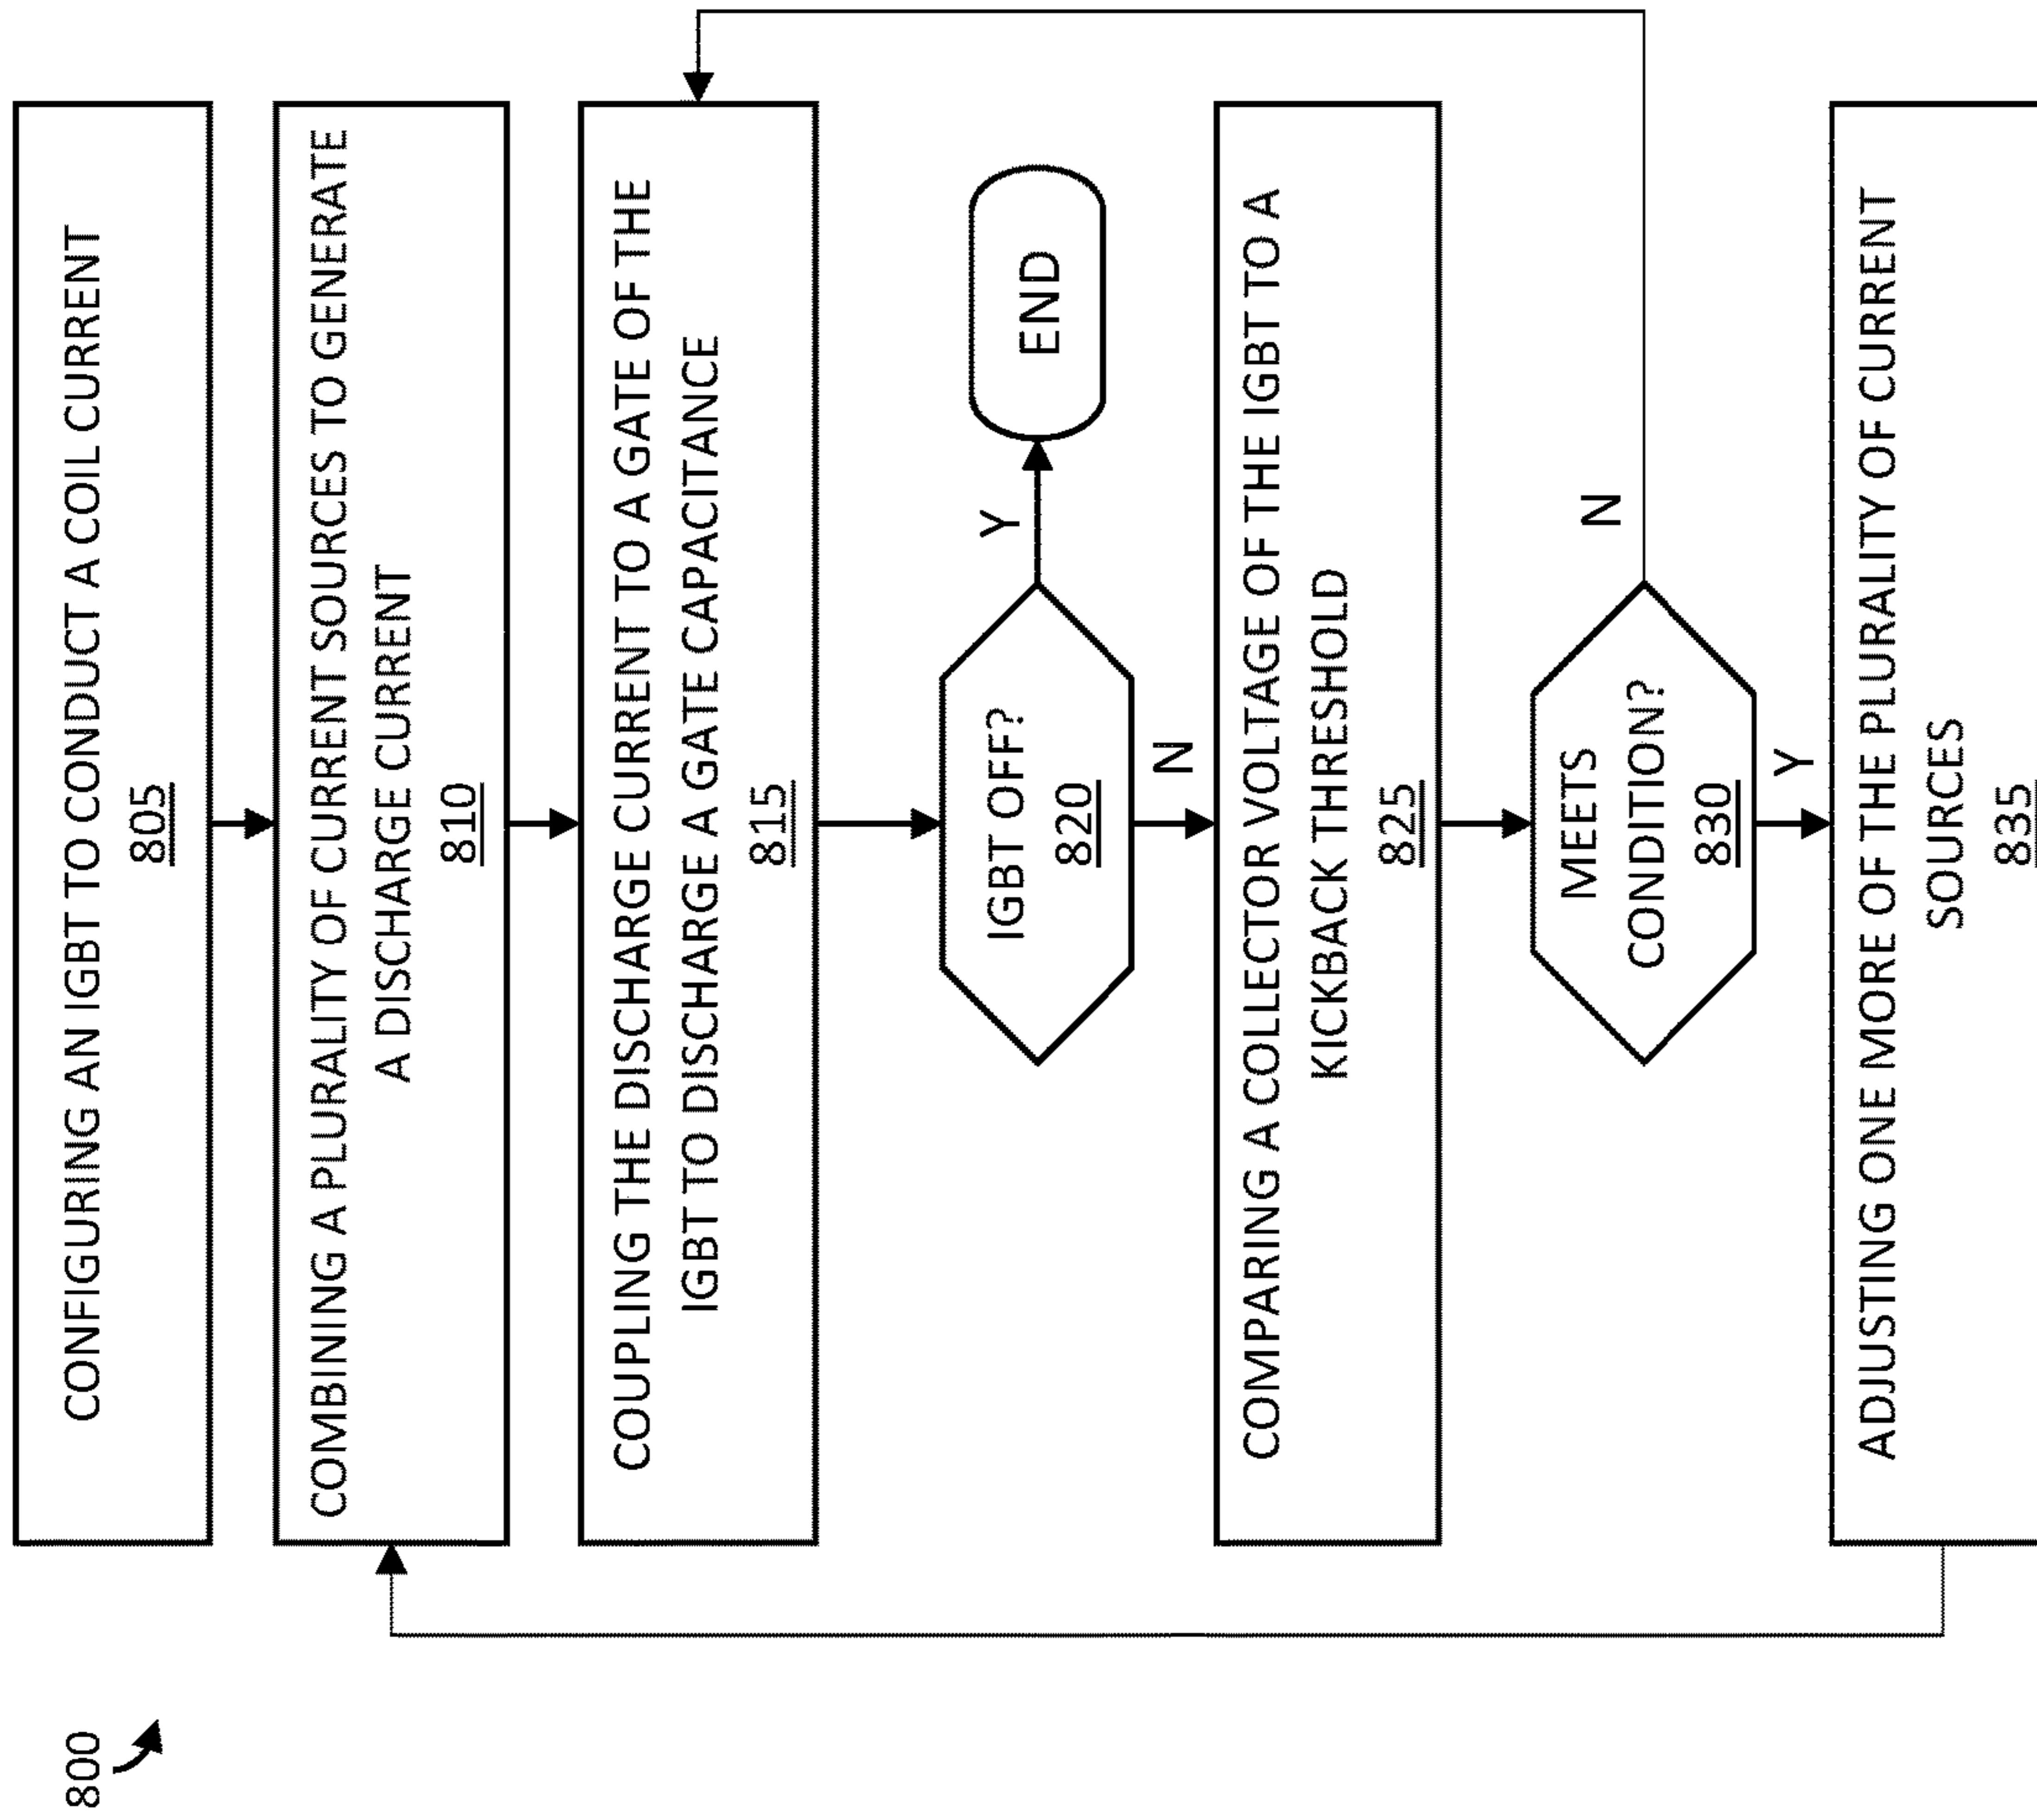 800
CONFIGURING AN IGBT TO CONDUCT A COIL CURRENT
805
COMBINING A PLURALITY OF CURRENT SOURCES TO GENERATE
A DISCHARGE CURRENT
810
COUPLING THE DISCHARGE CURRENT TO A GATE OF THE
IGBT TO DISCHARGE A GATE CAPACITANCE
815
IGBT OFF?
820
Y
END
N
COMPARING A COLLECTOR VOLTAGE OF THE IGBT TO A
KICKBACK THRESHOLD
825
MEETS
CONDITION?
830
N
Y
ADJUSTING ONE MORE OF THE PLURALITY OF CURRENT
SOURCES
835